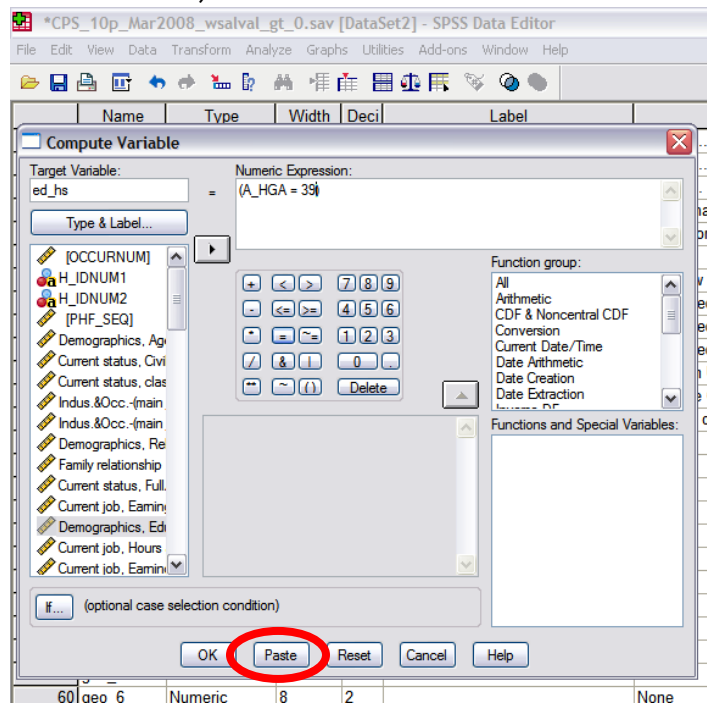 *CPS_10p_Mar2008_wsalval_gt_0.sav [DataSet2] - SPSS Data Editor
File Edit View Data Transform Analyze Graphs Utilities Add-ons Window Help
Name Type Width Deci Label
Compute Variable
Target Variable: Numeric Expression:
ed_hs = (A_HGA = 39)
Type & Label...
[OCCURNUM]
H_IDNUM1
H_IDNUM2
[PHF_SEQ]
Demographics, Ag
Current status, Civi
Current status, clas
Indus.&Occ.-(main
Indus.&Occ.-(main
Demographics, Re
Family relationship
Current status, Full.
Current job, Earning
Demographics, Edu
Current job, Hours
Current job, Earnin
+ < > 7 8 9
- <= >= 4 5 6
* = ~= 1 2 3
/ & | 0 .
** ~ () Delete
Function group:
All
Arithmetic
CDF & Noncentral CDF
Conversion
Current Date/Time
Date Arithmetic
Date Creation
Date Extraction
Functions and Special Variables:
If... (optional case selection condition)
OK Paste Reset Cancel Help
60 geo_6 Numeric 8 2 None